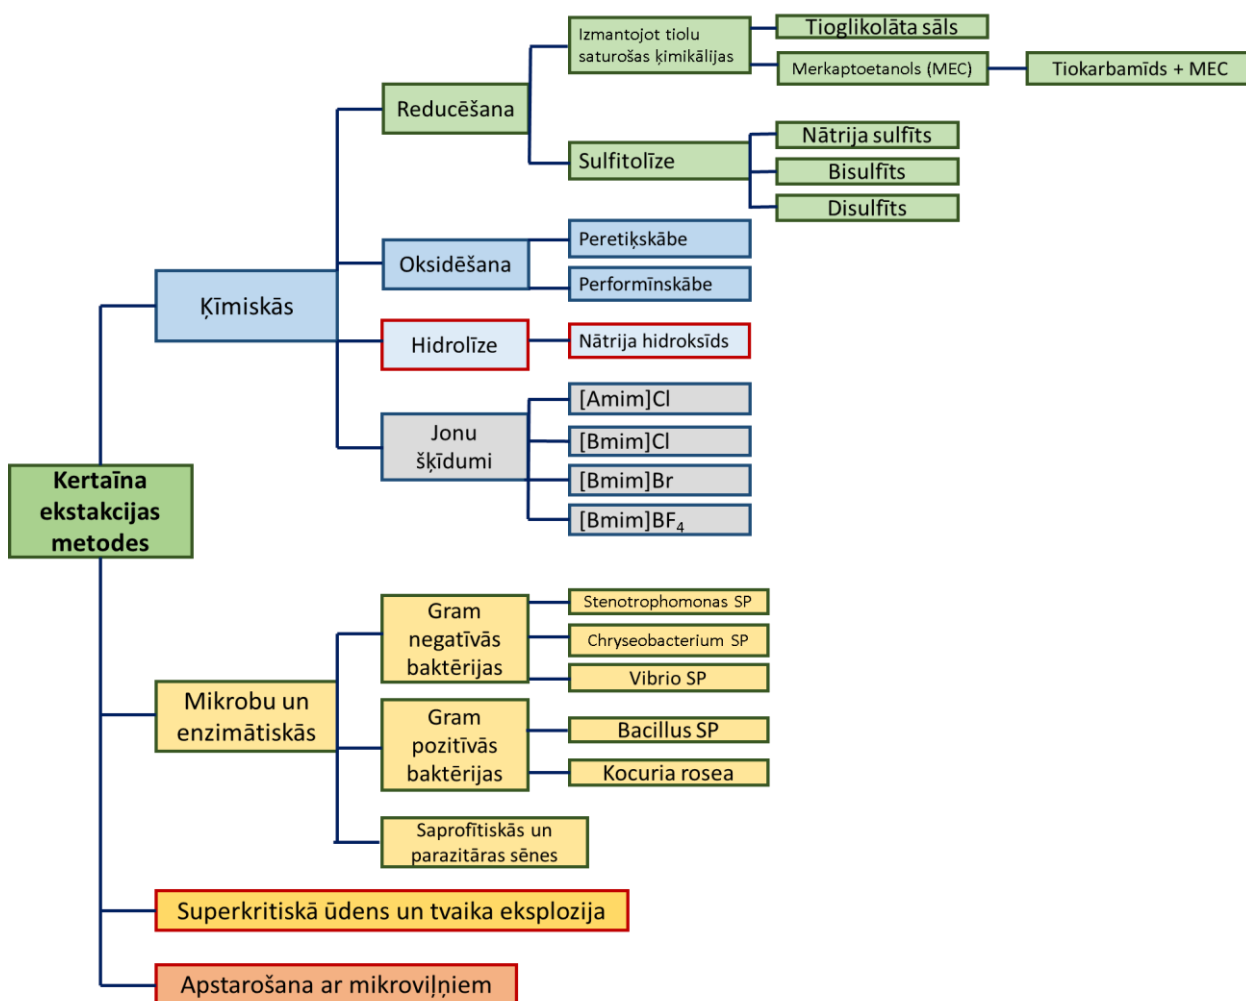 Kertaīna
ekstakcijas
metodes
Ķīmiskās
Reducēšana
Izmantojot tiolu
saturošas ķimikālijas
Tioglikolāta sāls
Merkaptoetanols (MEC)
Tiokarbamīds + MEC
Sulfitolīze
Nātrija sulfīts
Bisulfīts
Disulfīts
Oksidēšana
Peretiķskābe
Performīnskābe
Hidrolīze
Nātrija hidroksīds
Jonu
šķīdumi
[Amim]Cl
[Bmim]Cl
[Bmim]Br
[Bmim]BF₄
Mikrobu un
enzimātiskās
Gram
negatīvās
baktērijas
Stenotrophomonas SP
Chryseobacterium SP
Vibrio SP
Gram
pozitīvās
baktērijas
Bacillus SP
Kocuria rosea
Saprofītiskās un
parazitāras sēnes
Superkritiskā ūdens un tvaika eksplozija
Apstarošana ar mikroviļņiem